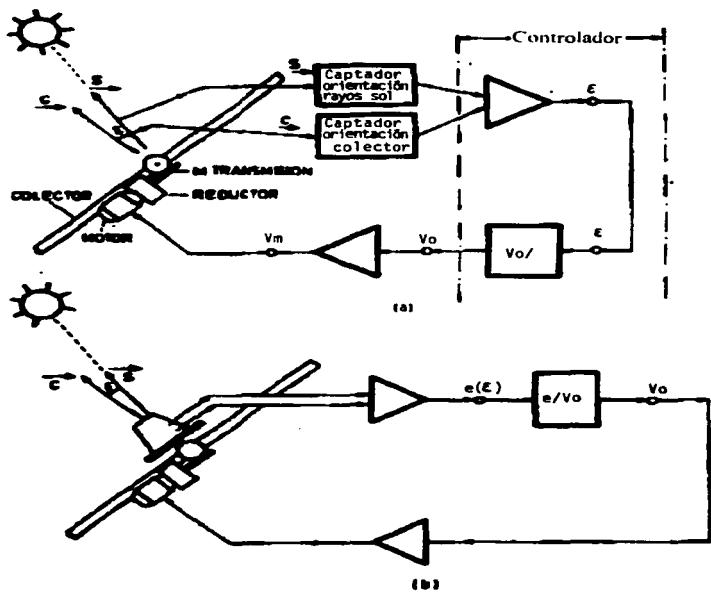 Controlador
S
S
Captador
orientación
rayos sol
C
ε
C
Captador
orientación
colector
TRANSMISION
REDUCTOR
COLECTOR
MOTOR
Vm
Vo
Vo/
ε
(a)
S
C
e(ε)
e/Vo
Vo
(b)